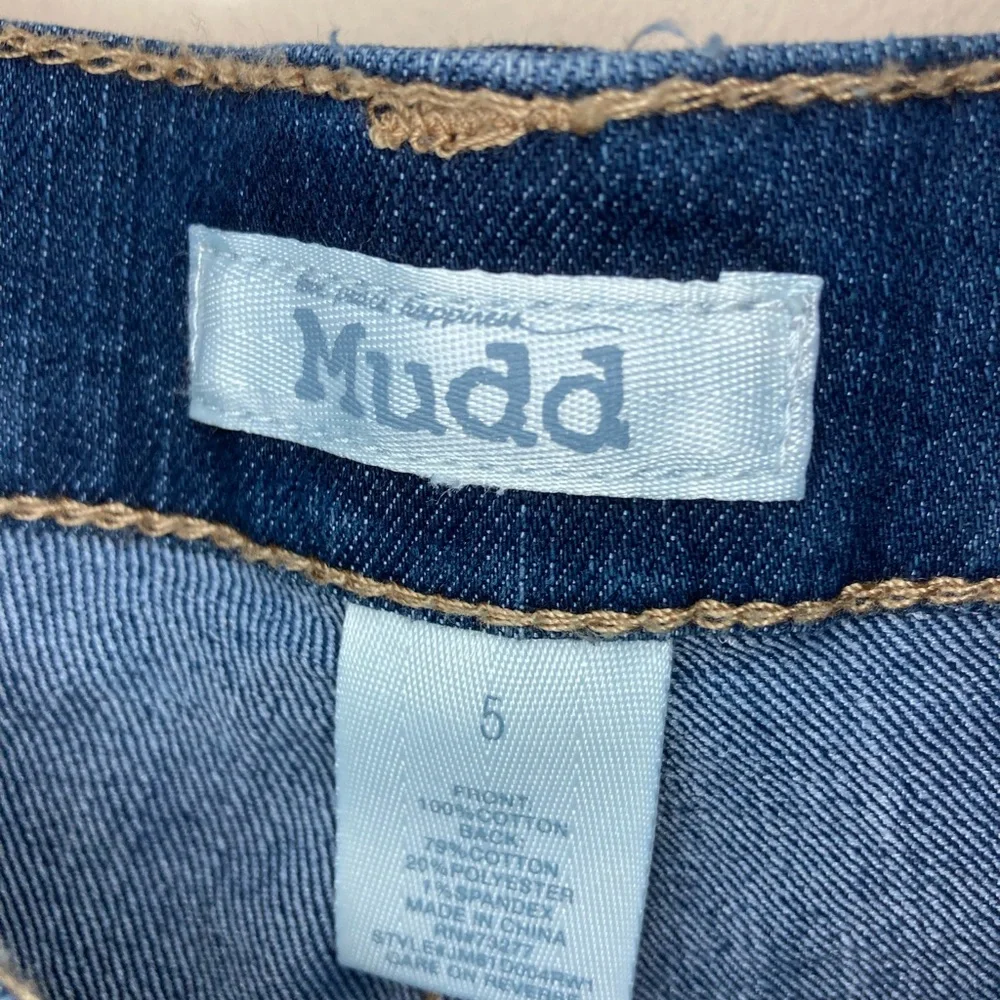 happiness
Mudd
5
FRONT:
100%COTTON
BACK:
79%COTTON
20%POLYESTER
1%SPANDEX
MADE IN CHINA
RN#73277
CARE ON REVERSE